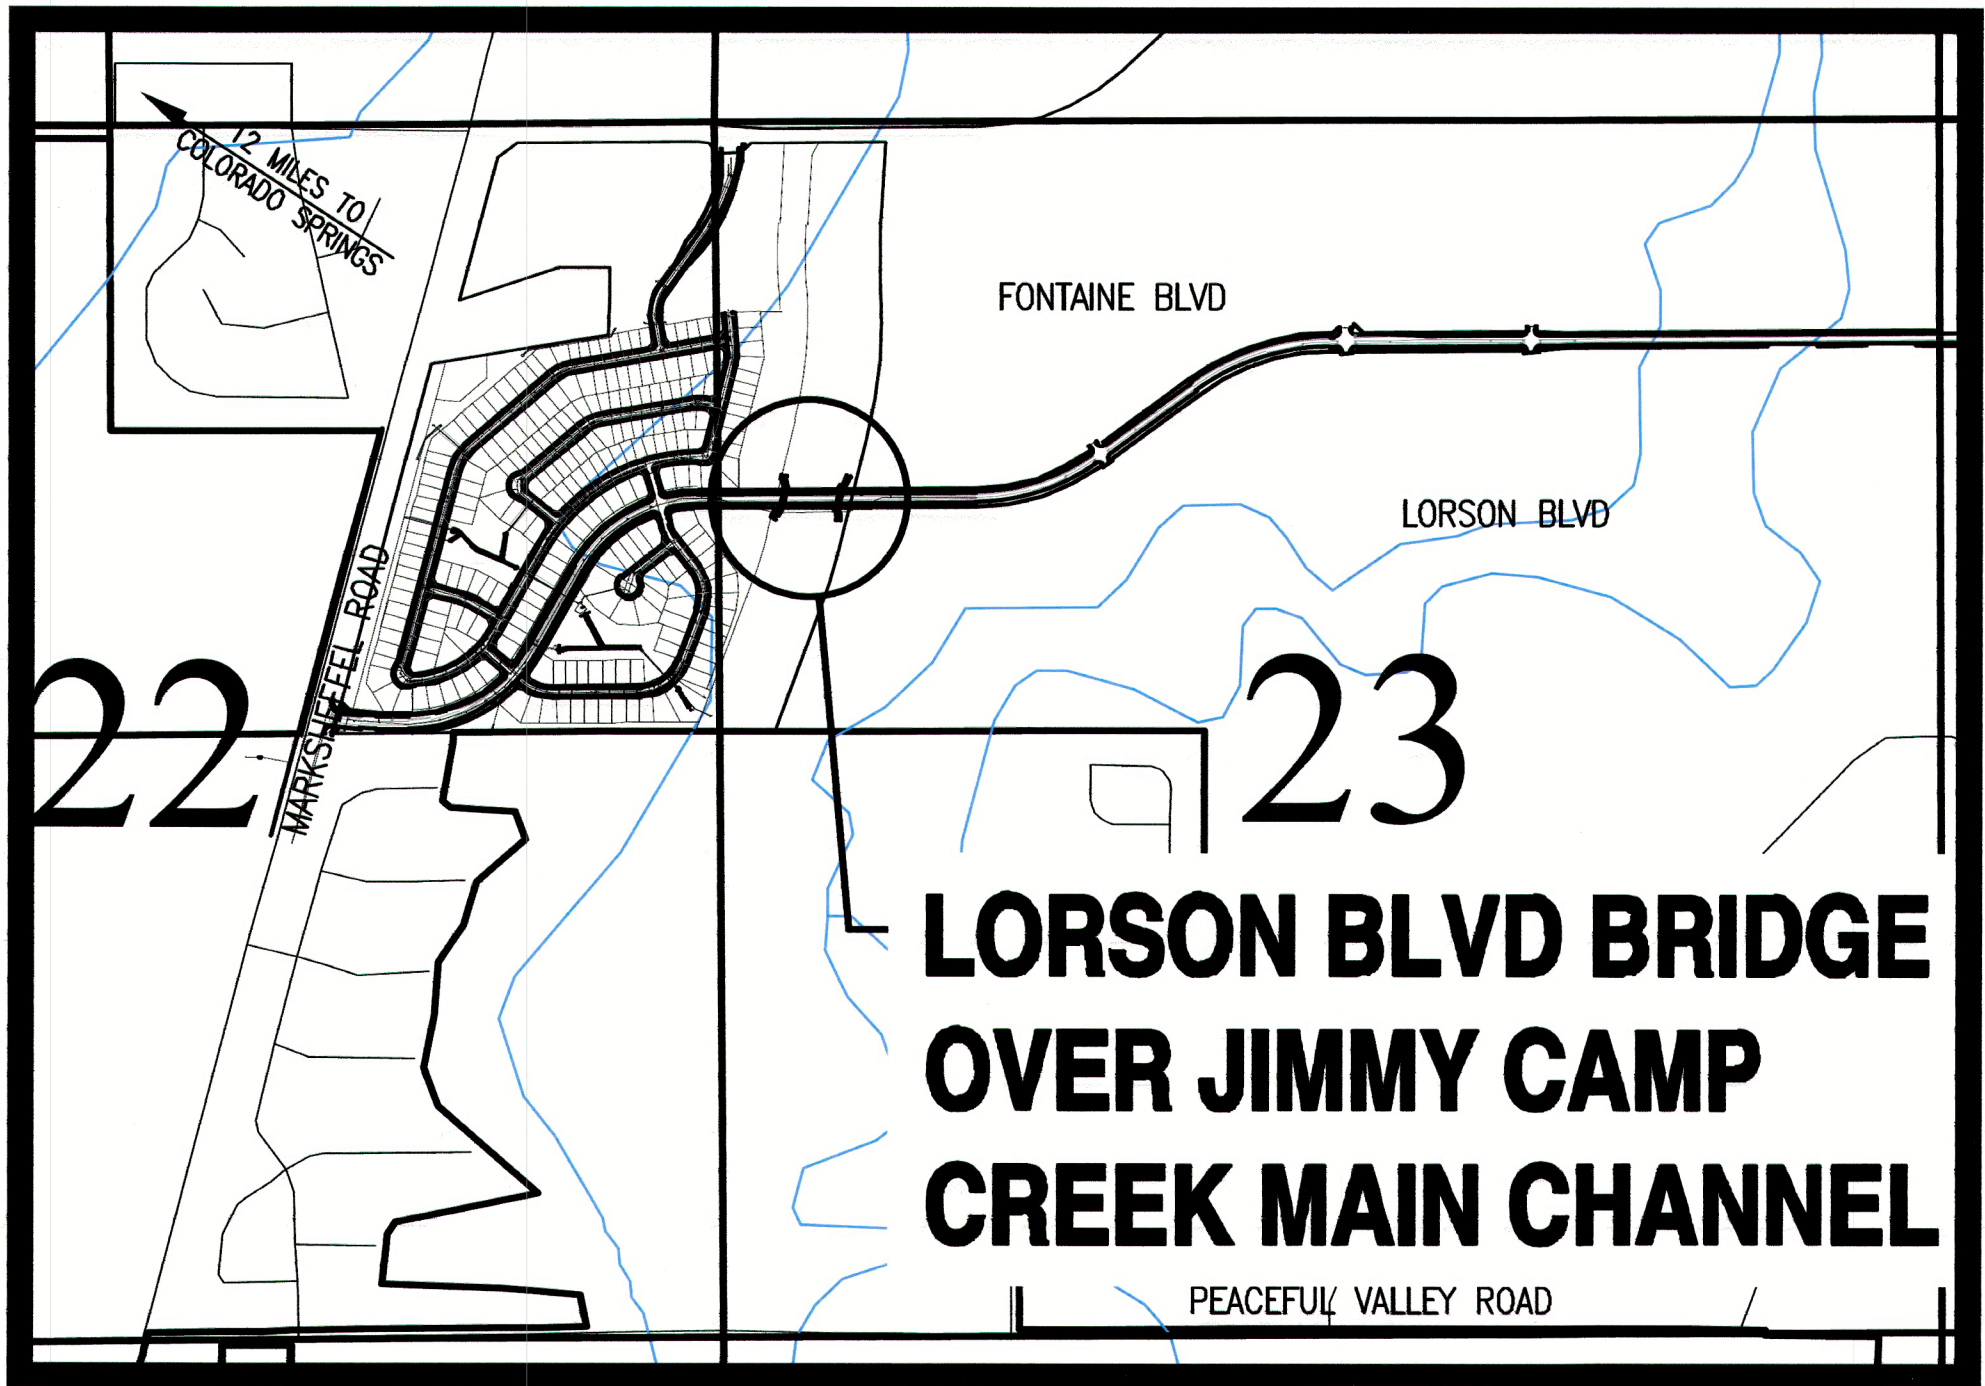 12 MILES TO
COLORADO SPRINGS
FONTAINE BLVD
LORSON BLVD
MARKSHEFFEL ROAD
22
23
LORSON BLVD BRIDGE
OVER JIMMY CAMP
CREEK MAIN CHANNEL
PEACEFUL VALLEY ROAD